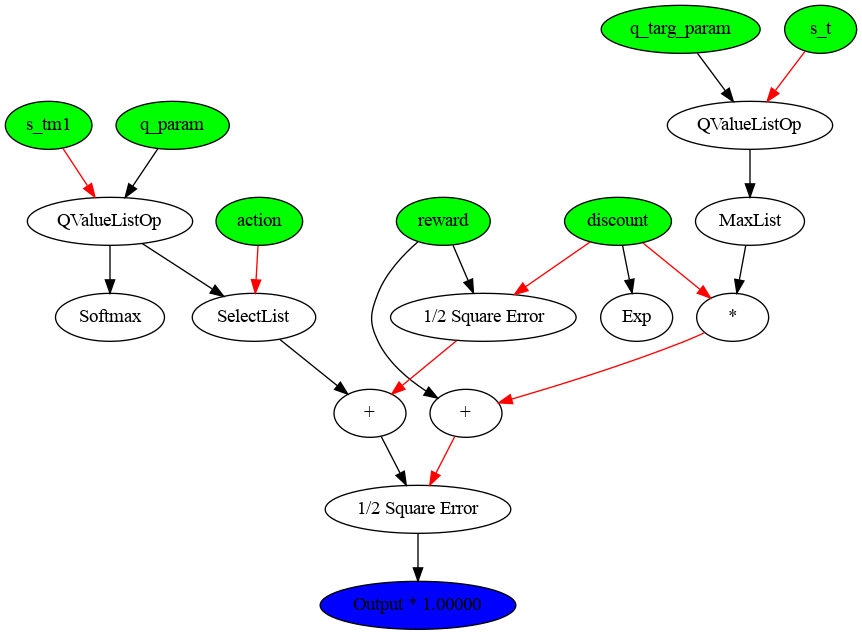 q_targ_param
s_t
s_tm1
q_param
QValueListOp
QValueListOp
action
reward
discount
MaxList
Softmax
SelectList
1/2 Square Error
Exp
*
+
+
1/2 Square Error
Output * 1.00000